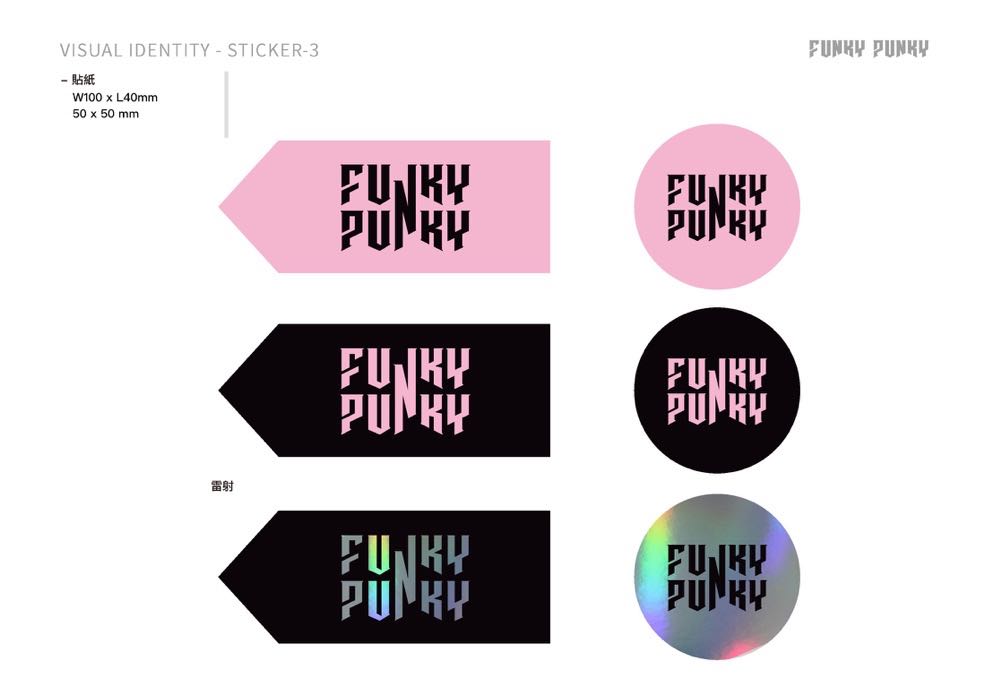 VISUAL IDENTITY - STICKER-3
FUNKY PUNKY
– 貼紙
W100 x L40mm
50 x 50 mm
FUNKY
PUNKY
FUNKY
PUNKY
FUNKY
PUNKY
FUNKY
PUNKY
雷射
FUNKY
PUNKY
FUNKY
PUNKY